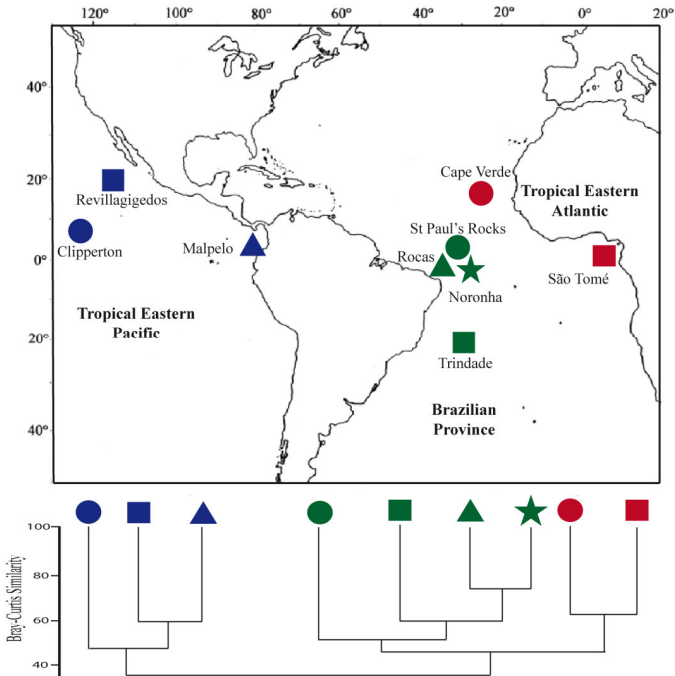 120° 100° 80° 60° 40° 20° 0° 20°
40°
20°
0°
20°
40°
Revillagigedos
Clipperton
Malpelo
Cape Verde
Tropical Eastern
Atlantic
St Paul's Rocks
Rocas
Noronha
São Tomé
Tropical Eastern
Pacific
Trindade
Brazilian
Province
Bray-Curtis Similarity
100
80
60
40